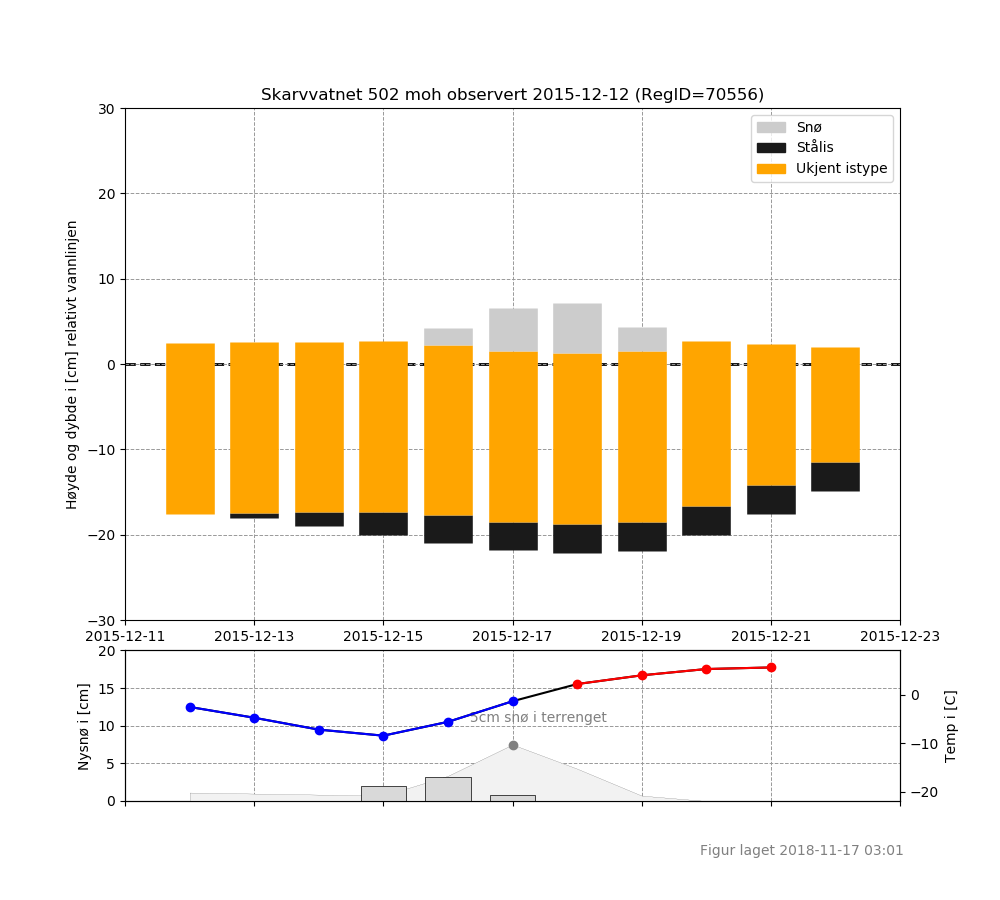 Skarvvatnet 502 moh observert 2015-12-12 (RegID=70556)
Høyde og dybde i [cm] relativt vannlinjen
30
20
10
0
−10
−20
−30
Snø
Stålis
Ukjent istype
2015-12-11 2015-12-13 2015-12-15 2015-12-17 2015-12-19 2015-12-21 2015-12-23
Nysnø i [cm]
20
15
10
5
0
5cm snø i terrenget
0
−10
−20
Temp i [C]
Figur laget 2018-11-17 03:01